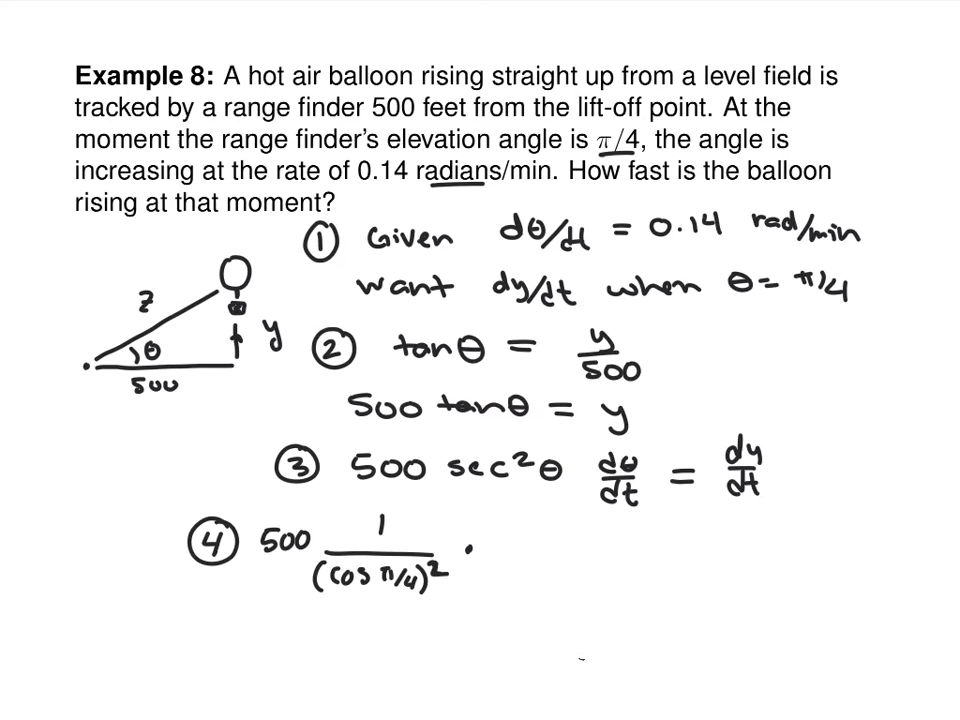 Example 8: A hot air balloon rising straight up from a level field is
tracked by a range finder 500 feet from the lift-off point. At the
moment the range finder's elevation angle is π/4, the angle is
increasing at the rate of 0.14 radians/min. How fast is the balloon
rising at that moment?
① Given dθ/dt = 0.14 rad/min
want dy/dt when θ = π/4
z
θ
y
500
② tanθ = y/500
500 tanθ = y
③ 500 sec²θ dθ/dt = dy/dt
④ 500 1/(cos π/4)² ·